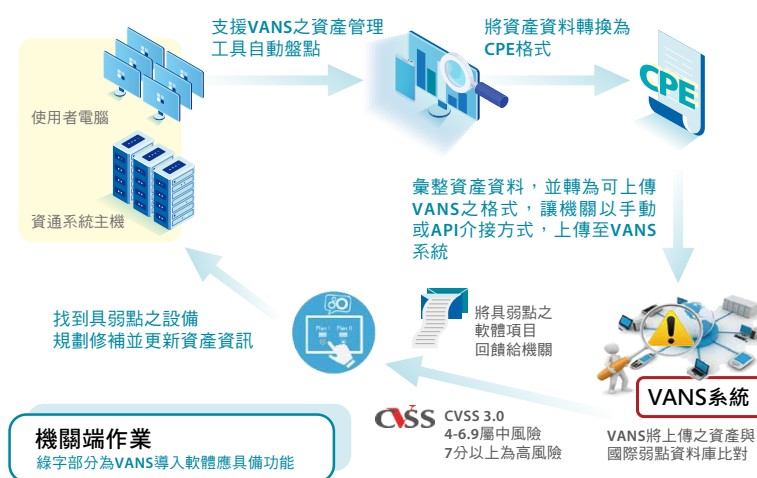 支援VANS之資產管理
工具自動盤點
將資產資料轉換為
CPE格式
使用者電腦
CPE
資通系統主機
彙整資產資料，並轉為可上傳
VANS之格式，讓機關以手動
或API介接方式，上傳至VANS
系統
找到具弱點之設備
規劃修補並更新資產資訊
Plan I Plan II
將具弱點之
軟體項目
回饋給機關
VANS系統
CVSS
CVSS 3.0
4-6.9屬中風險
7分以上為高風險
VANS將上傳之資產與
國際弱點資料庫比對
機關端作業
綠字部分為VANS導入軟體應具備功能